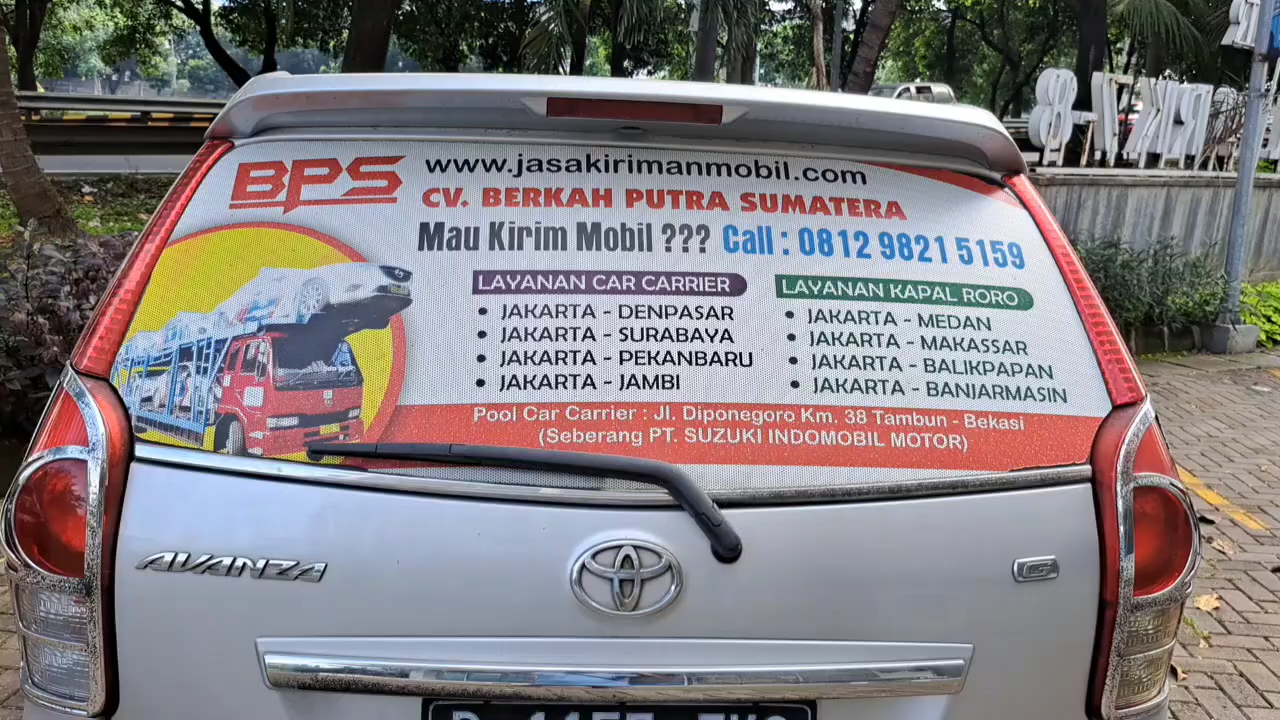 BPS
www.jasakirimanmobil.com
CV. BERKAH PUTRA SUMATERA
Mau Kirim Mobil ??? Call : 0812 9821 5159
LAYANAN CAR CARRIER
• JAKARTA - DENPASAR
• JAKARTA - SURABAYA
• JAKARTA - PEKANBARU
• JAKARTA - JAMBI
LAYANAN KAPAL RORO
• JAKARTA - MEDAN
• JAKARTA - MAKASSAR
• JAKARTA - BALIKPAPAN
• JAKARTA - BANJARMASIN
Pool Car Carrier : Jl. Diponegoro Km. 38 Tambun - Bekasi
(Seberang PT. SUZUKI INDOMOBIL MOTOR)
AVANZA
G